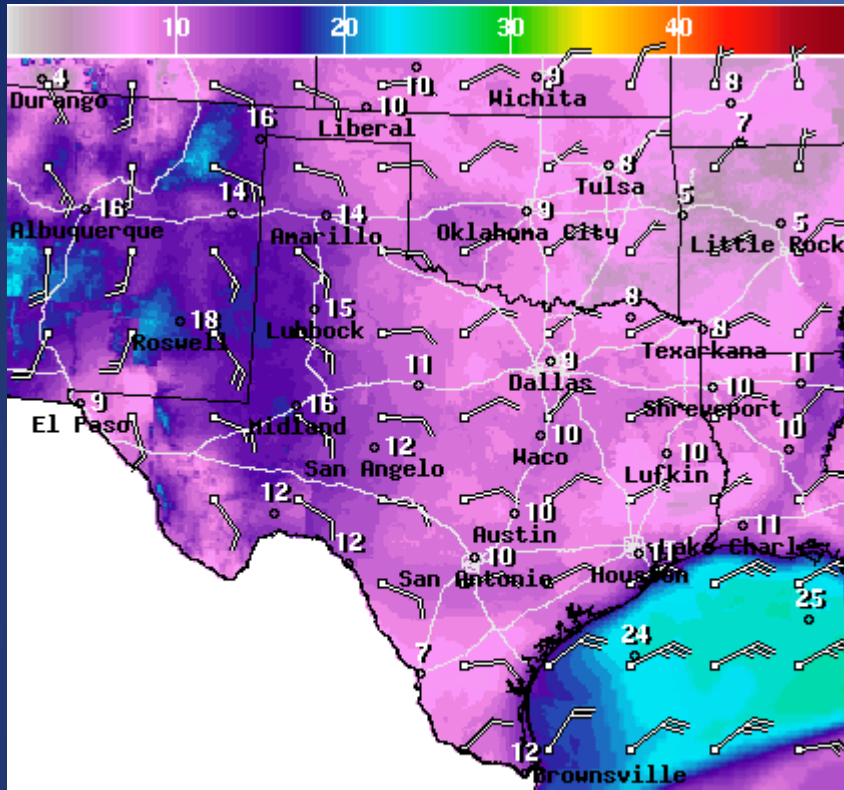 10 20 30 40
4 10 9 8
Durango Wichita
10
Liberal
16 7
8
Tulsa
16 14 14 9 5 5
Albuquerque Amarillo Oklahoma City Little Rock
18 15 8 8
Roswell Lubbock Texarkana
9
Dallas
11 10 11
9 16 Shreveport
El Paso Midland
12 10 10 10
San Angelo Waco Lufkin
12 10 11
Austin
12 10 11 Lake Charles
San Antonio Houston
25
24
7
12
Brownsville